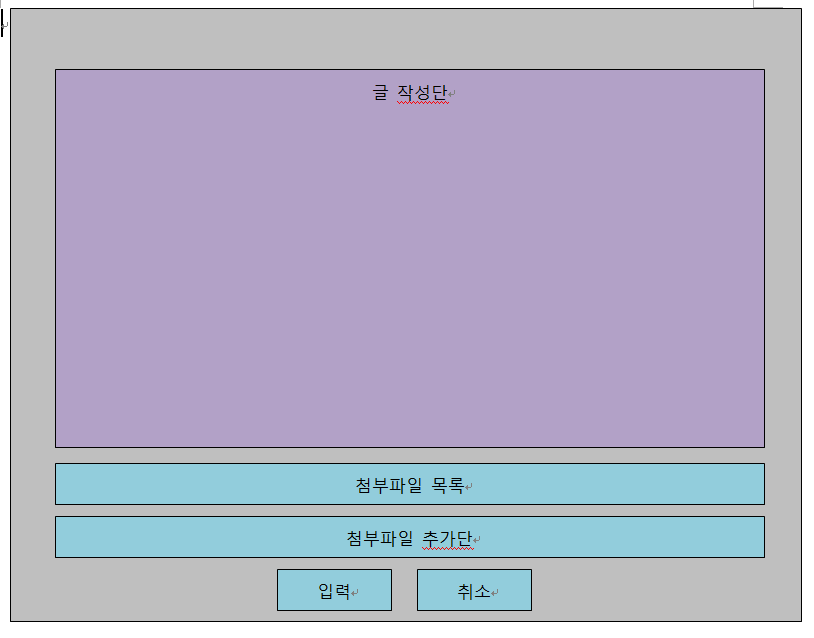 글 작성단
첨부파일 목록
첨부파일 추가단
입력
취소